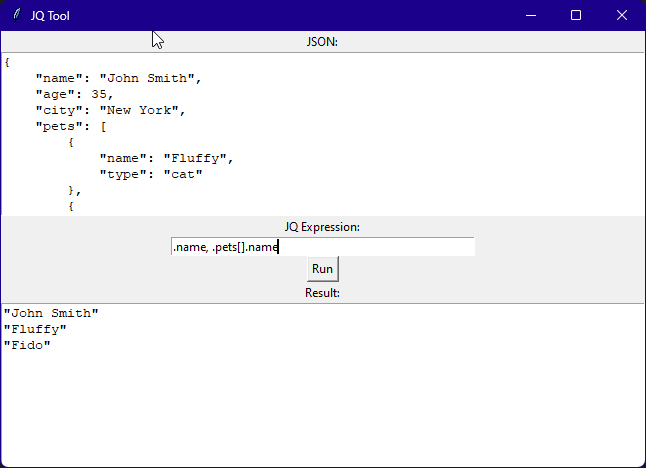 JQ Tool
JSON:
{
    "name": "John Smith",
    "age": 35,
    "city": "New York",
    "pets": [
        {
            "name": "Fluffy",
            "type": "cat"
        },
        {
JQ Expression:
.name, .pets[].name
Run
Result:
"John Smith"
"Fluffy"
"Fido"